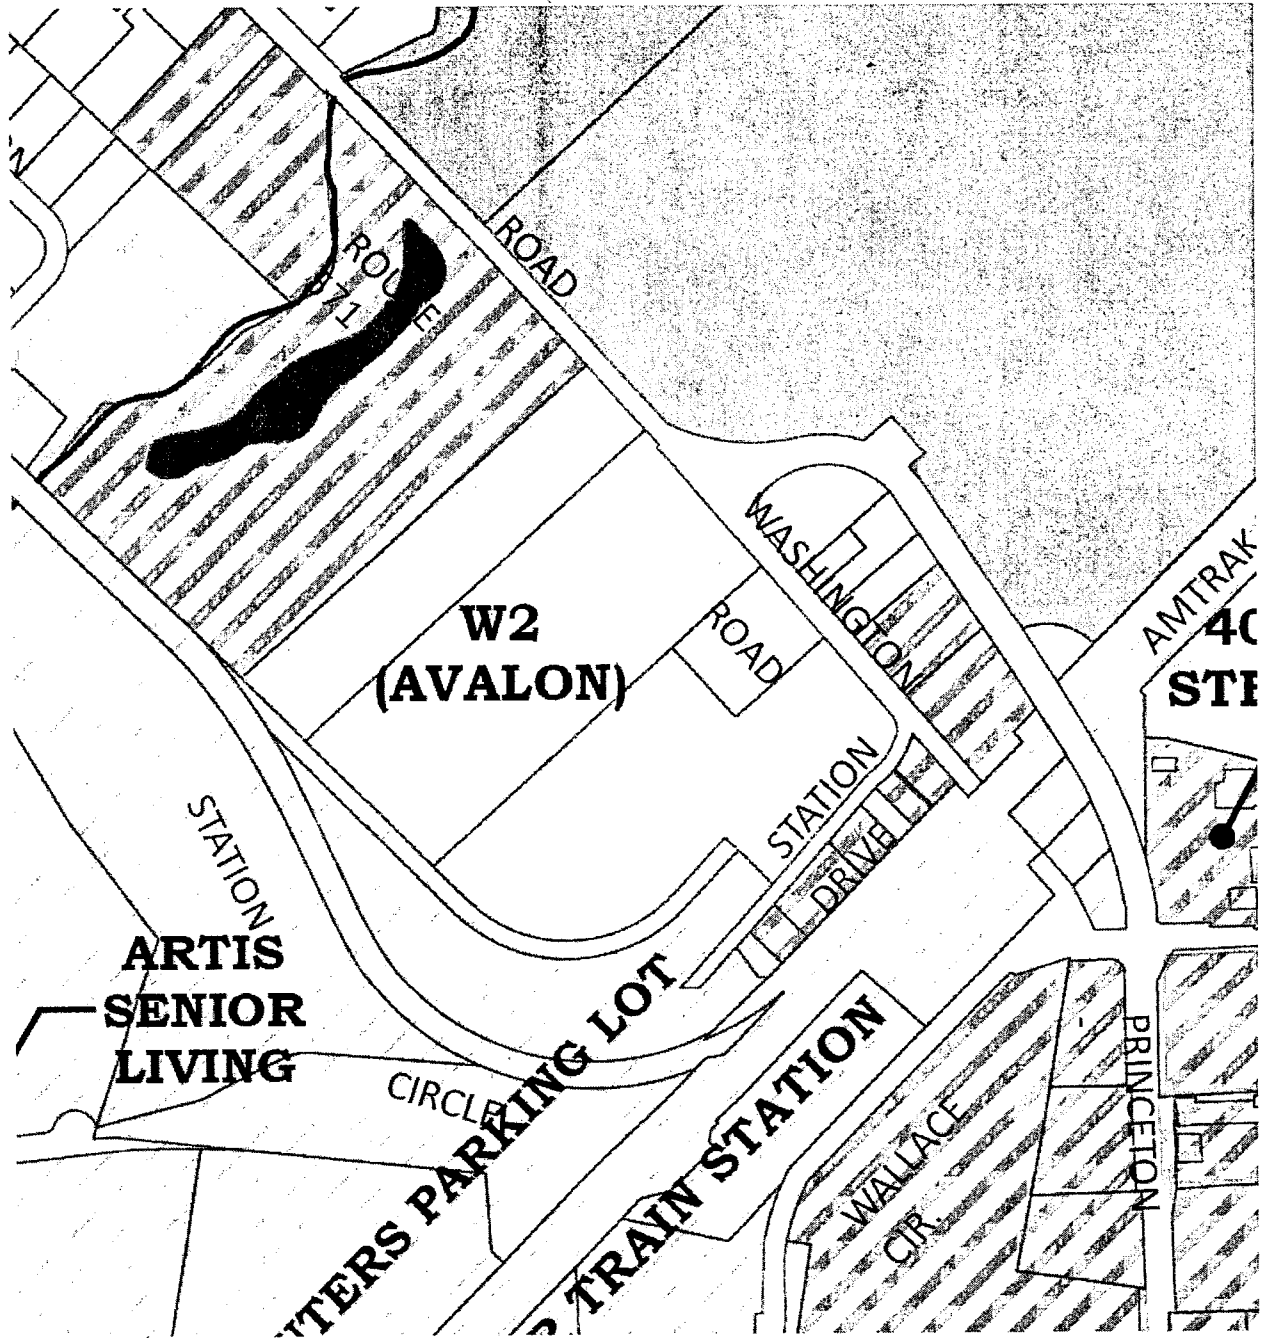 ROAD
ROUTE
571
WASHINGTON
ROAD
AMTRAK
40
W2
(AVALON)
STATION
DRIVE
STATION
ARTIS
SENIOR
LIVING
CIRCLE
PARKING LOT
TRAIN STATION
WALLACE
CIR.
PRINCETON